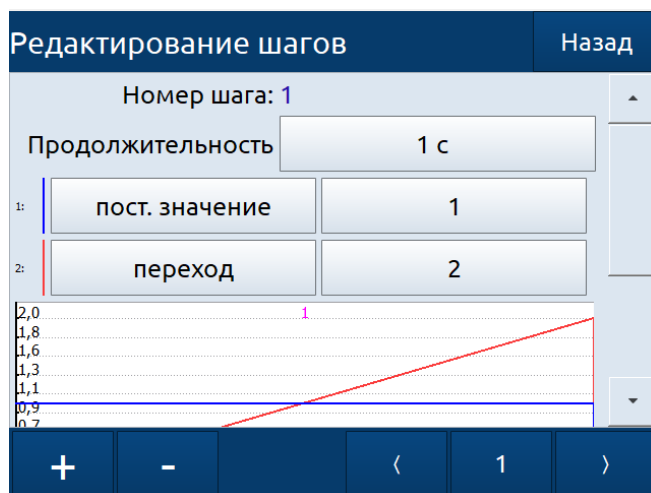 Редактирование шагов Назад
Номер шага: 1
Продолжительность 1 с
1: пост. значение 1
2: переход 2
2,0 1
1,8
1,6
1,3
1,1
0,9
0,7
+ - ⟨ 1 ⟩